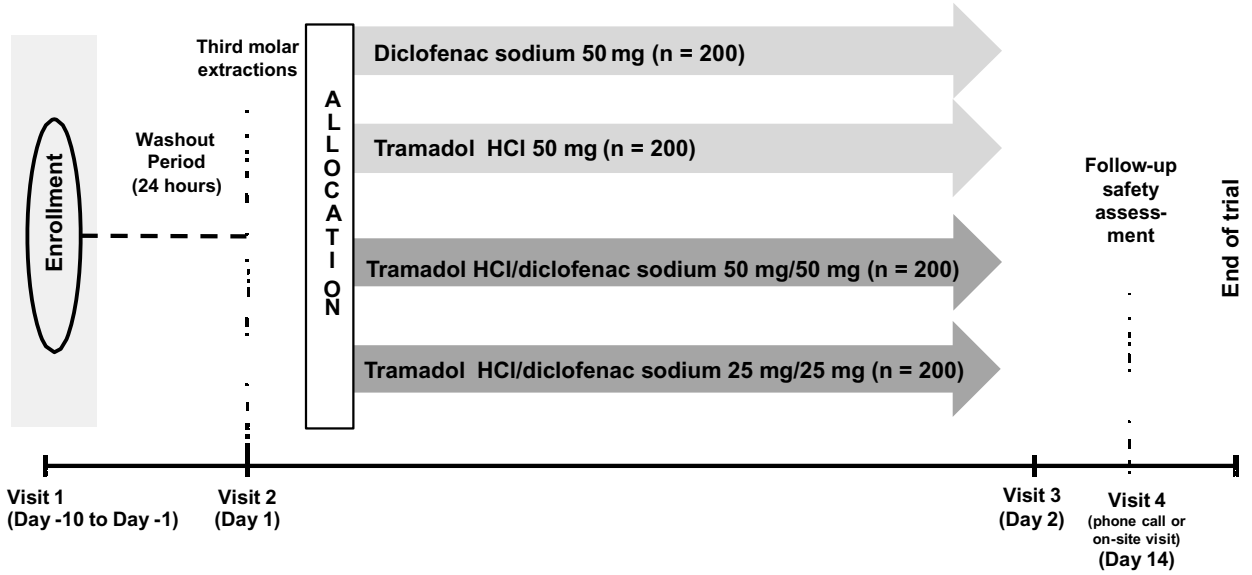 Enrollment
Washout
Period
(24 hours)
Third molar
extractions
ALLOCATION
Diclofenac sodium 50 mg (n = 200)
Tramadol HCl 50 mg (n = 200)
Tramadol HCl/diclofenac sodium 50 mg/50 mg (n = 200)
Tramadol HCl/diclofenac sodium 25 mg/25 mg (n = 200)
Follow-up
safety
assess-
ment
End of trial
Visit 1
(Day -10 to Day -1)
Visit 2
(Day 1)
Visit 3
(Day 2)
Visit 4
(phone call or
on-site visit)
(Day 14)